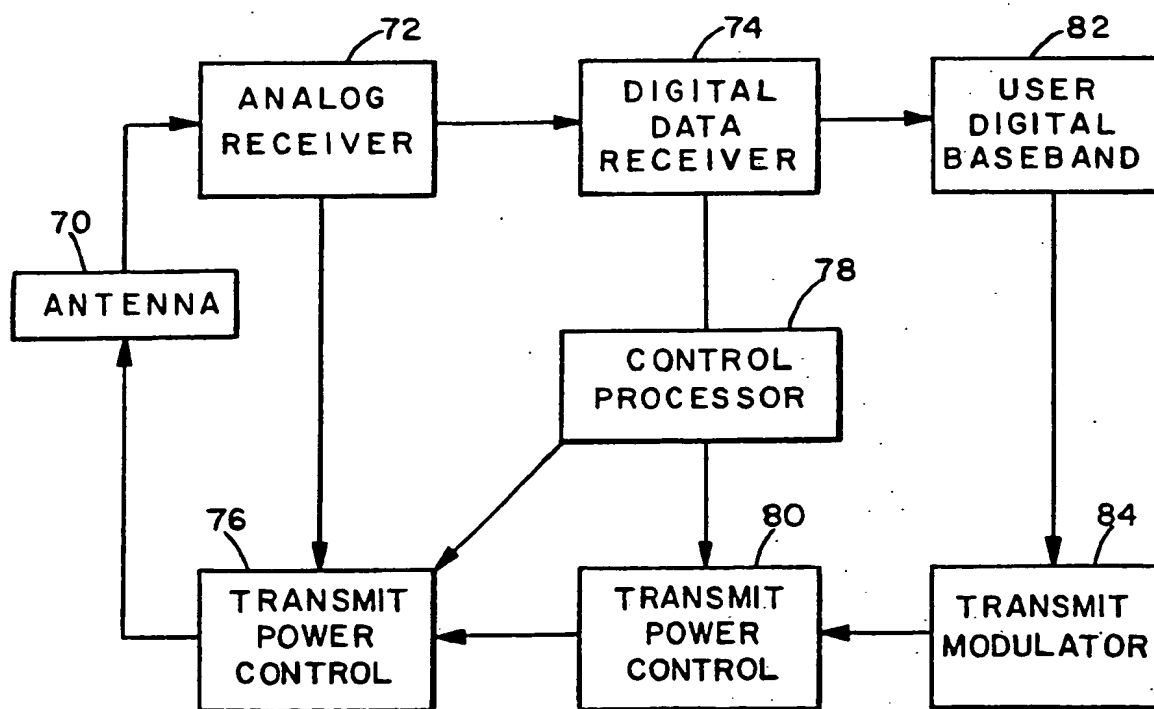 72
74
82
ANALOG
RECEIVER
DIGITAL
DATA
RECEIVER
USER
DIGITAL
BASEBAND
70
ANTENNA
78
CONTROL
PROCESSOR
76
80
84
TRANSMIT
POWER
CONTROL
TRANSMIT
POWER
CONTROL
TRANSMIT
MODULATOR